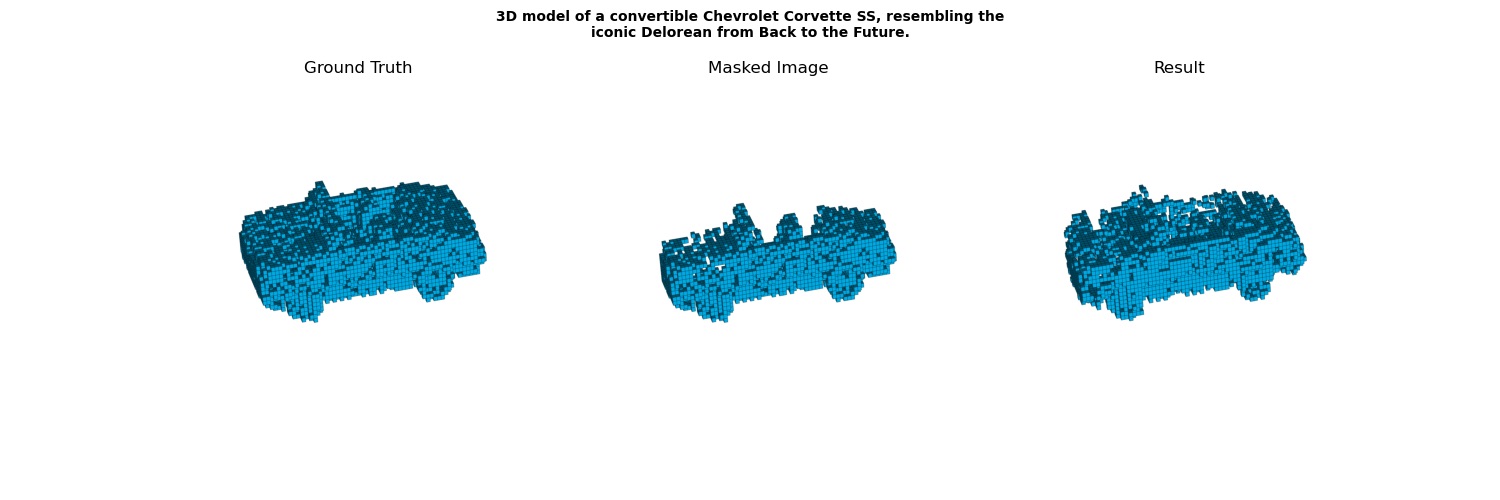 3D model of a convertible Chevrolet Corvette SS, resembling the
iconic Delorean from Back to the Future.
Ground Truth
Masked Image
Result